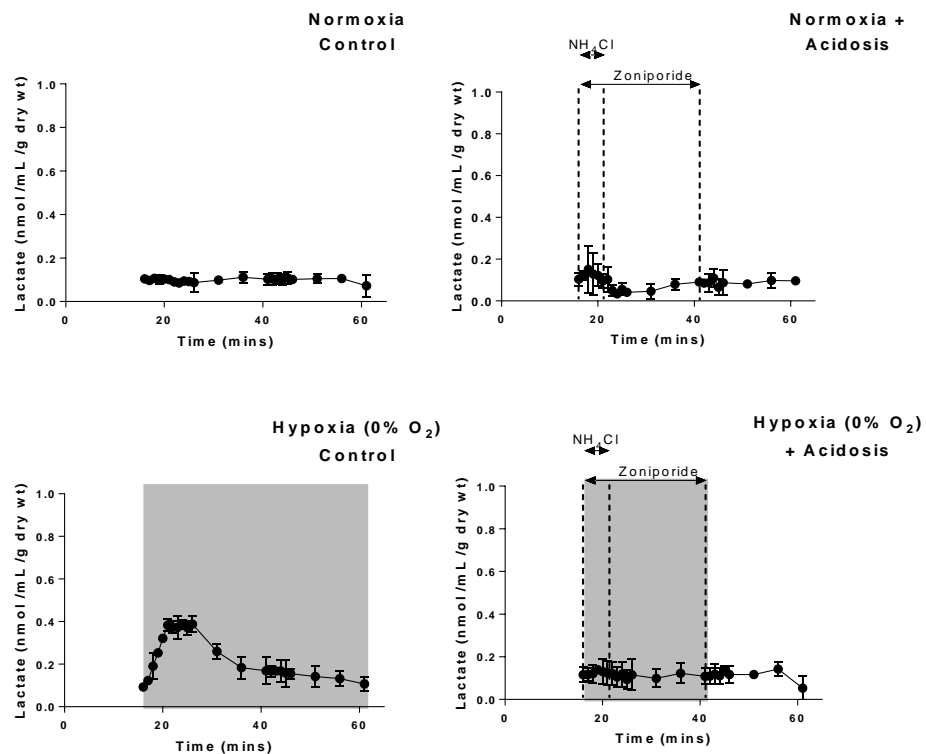 Normoxia
Control
Lactate (nmol/mL/g dry wt)
1.0
0.8
0.6
0.4
0.2
0.0
0
20
40
60
Time (mins)
Normoxia +
Acidosis
NH4Cl
Zoniporide
Lactate (nmol/mL/g dry wt)
1.0
0.8
0.6
0.4
0.2
0.0
0
20
40
60
Time (mins)
Hypoxia (0% O2)
Control
Lactate (nmol/mL/g dry wt)
1.0
0.8
0.6
0.4
0.2
0.0
0
20
40
60
Time (mins)
Hypoxia (0% O2)
+ Acidosis
NH4Cl
Zoniporide
Lactate (nmol/mL/g dry wt)
1.0
0.8
0.6
0.4
0.2
0.0
0
20
40
60
Time (mins)